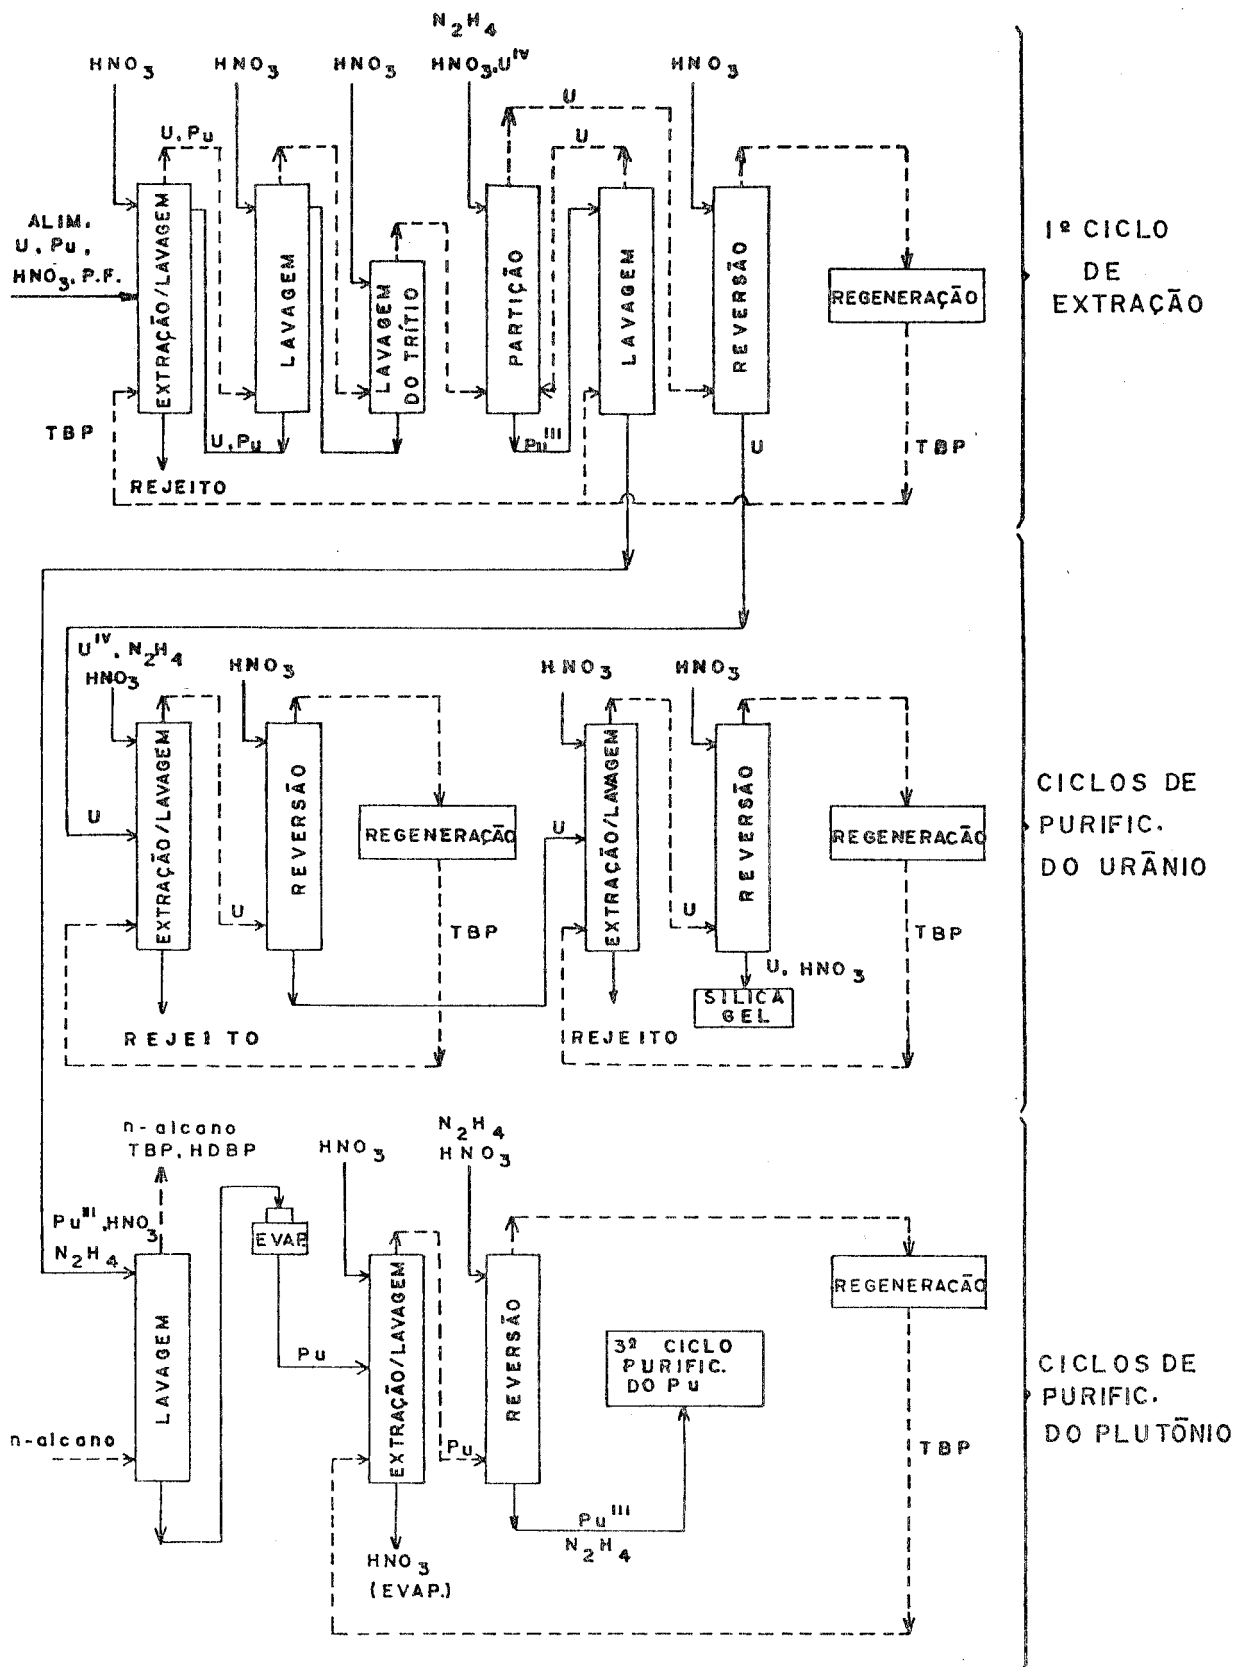 N2H4
HNO3
HNO3
HNO3
HNO3, U^IV
HNO3
U
U, Pu
U
ALIM.
U, Pu,
HNO3, P.F.
EXTRAÇÃO/LAVAGEM
LAVAGEM
LAVAGEM
DO TRÍTIO
PARTIÇÃO
LAVAGEM
REVERSÃO
REGENERAÇÃO
1º CICLO
DE
EXTRAÇÃO
TBP
U, Pu
Pu^III
U
TBP
REJEITO
U^IV, N2H4
HNO3
HNO3
HNO3
HNO3
EXTRAÇÃO/LAVAGEM
REVERSÃO
REGENERAÇÃO
EXTRAÇÃO/LAVAGEM
REVERSÃO
REGENERAÇÃO
CICLOS DE
PURIFIC.
DO URÂNIO
U
U
U
U
TBP
TBP
U, HNO3
SILICA
GEL
REJEITO
REJEITO
n-alcano
TBP, HDBP
HNO3
N2H4
HNO3
Pu^III, HNO3
N2H4
EVAP.
LAVAGEM
EXTRAÇÃO/LAVAGEM
REVERSÃO
REGENERAÇÃO
Pu
3º CICLO
PURIFIC.
DO Pu
CICLOS DE
PURIFIC.
DO PLUTÔNIO
n-alcano
Pu
TBP
Pu^III
N2H4
HNO3
(EVAP.)